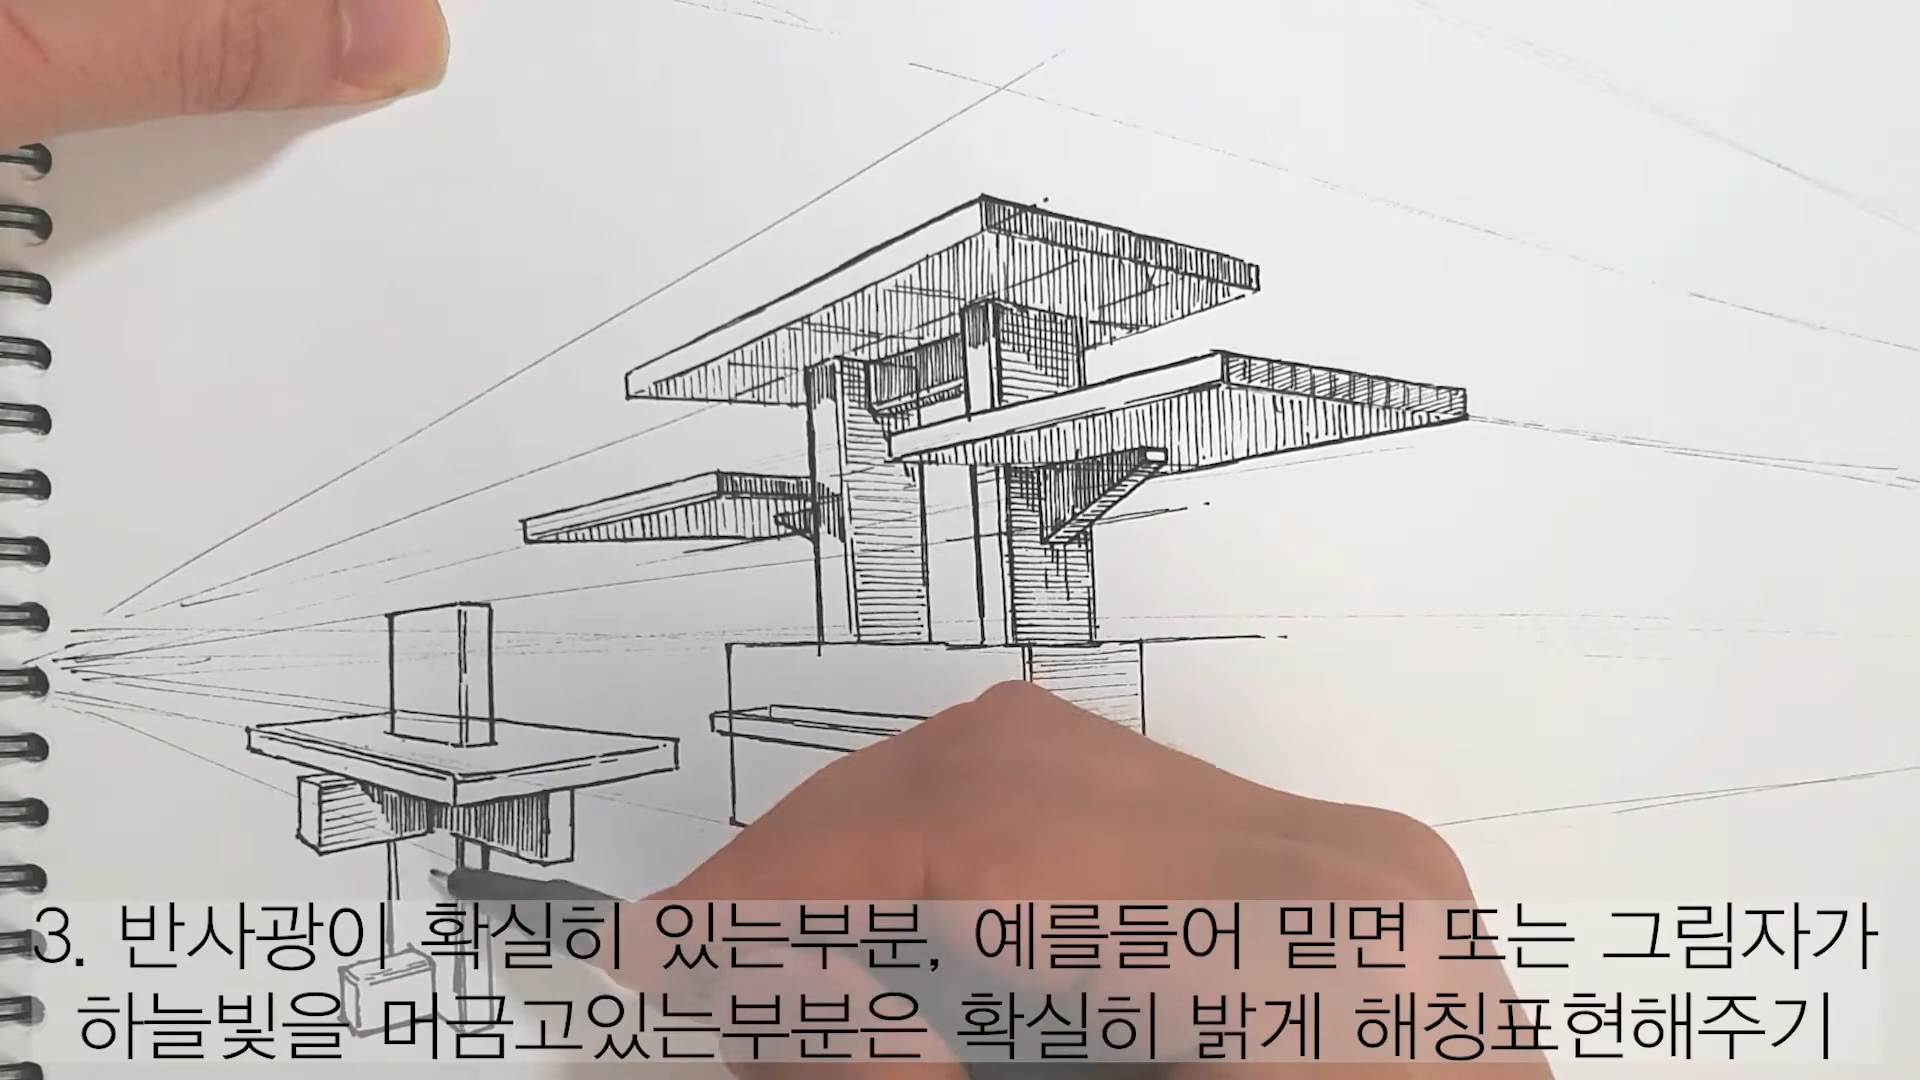 3. 반사광이 확실히 있는부분, 예를들어 밑면 또는 그림자가
하늘빛을 머금고있는부분은 확실히 밝게 해칭표현해주기